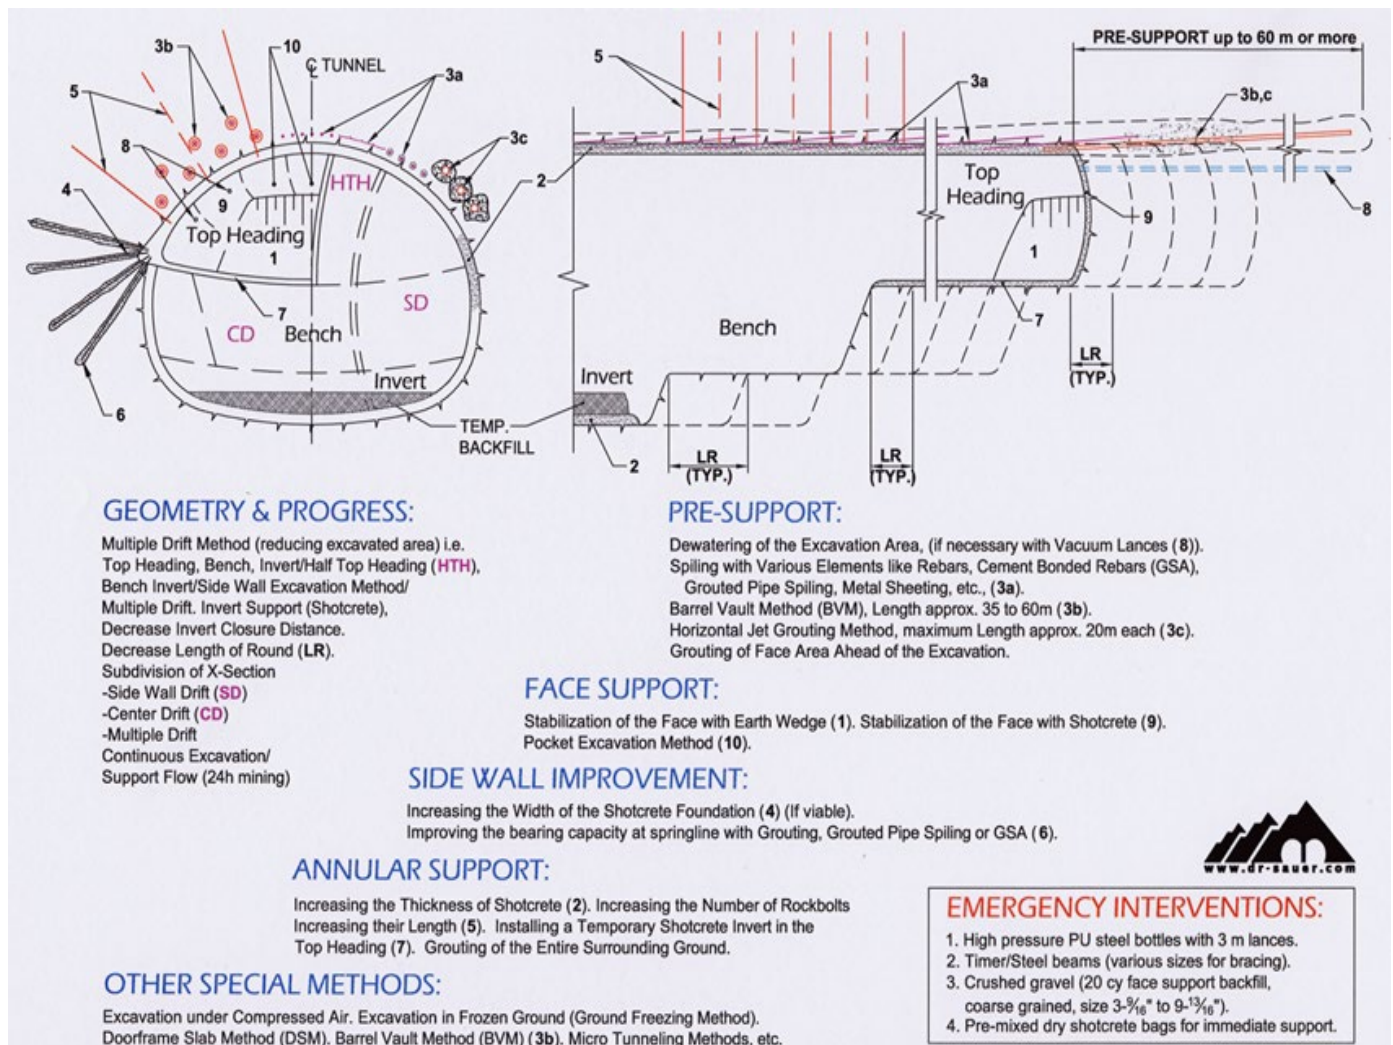 3b
10
℄ TUNNEL
3a
5
3c
8
4
2
HTH
9
Top Heading
1
SD
7
CD
Bench
Invert
6
TEMP.
BACKFILL
PRE-SUPPORT up to 60 m or more
5
3a
3b,c
Top
Heading
8
9
1
7
Bench
LR
(TYP.)
Invert
2
LR
(TYP.)
LR
(TYP.)
GEOMETRY & PROGRESS:
Multiple Drift Method (reducing excavated area) i.e.
Top Heading, Bench, Invert/Half Top Heading (HTH),
Bench Invert/Side Wall Excavation Method/
Multiple Drift. Invert Support (Shotcrete),
Decrease Invert Closure Distance.
Decrease Length of Round (LR).
Subdivision of X-Section
-Side Wall Drift (SD)
-Center Drift (CD)
-Multiple Drift
Continuous Excavation/
Support Flow (24h mining)
PRE-SUPPORT:
Dewatering of the Excavation Area, (if necessary with Vacuum Lances (8)).
Spiling with Various Elements like Rebars, Cement Bonded Rebars (GSA),
Grouted Pipe Spiling, Metal Sheeting, etc., (3a).
Barrel Vault Method (BVM), Length approx. 35 to 60m (3b).
Horizontal Jet Grouting Method, maximum Length approx. 20m each (3c).
Grouting of Face Area Ahead of the Excavation.
FACE SUPPORT:
Stabilization of the Face with Earth Wedge (1). Stabilization of the Face with Shotcrete (9).
Pocket Excavation Method (10).
SIDE WALL IMPROVEMENT:
Increasing the Width of the Shotcrete Foundation (4) (If viable).
Improving the bearing capacity at springline with Grouting, Grouted Pipe Spiling or GSA (6).
ANNULAR SUPPORT:
Increasing the Thickness of Shotcrete (2). Increasing the Number of Rockbolts
Increasing their Length (5). Installing a Temporary Shotcrete Invert in the
Top Heading (7). Grouting of the Entire Surrounding Ground.
OTHER SPECIAL METHODS:
Excavation under Compressed Air. Excavation in Frozen Ground (Ground Freezing Method).
Doorframe Slab Method (DSM), Barrel Vault Method (BVM) (3b), Micro Tunneling Methods, etc.
www.dr-sauer.com
EMERGENCY INTERVENTIONS:
1. High pressure PU steel bottles with 3 m lances.
2. Timer/Steel beams (various sizes for bracing).
3. Crushed gravel (20 cy face support backfill,
coarse grained, size 3-9/16" to 9-13/16").
4. Pre-mixed dry shotcrete bags for immediate support.